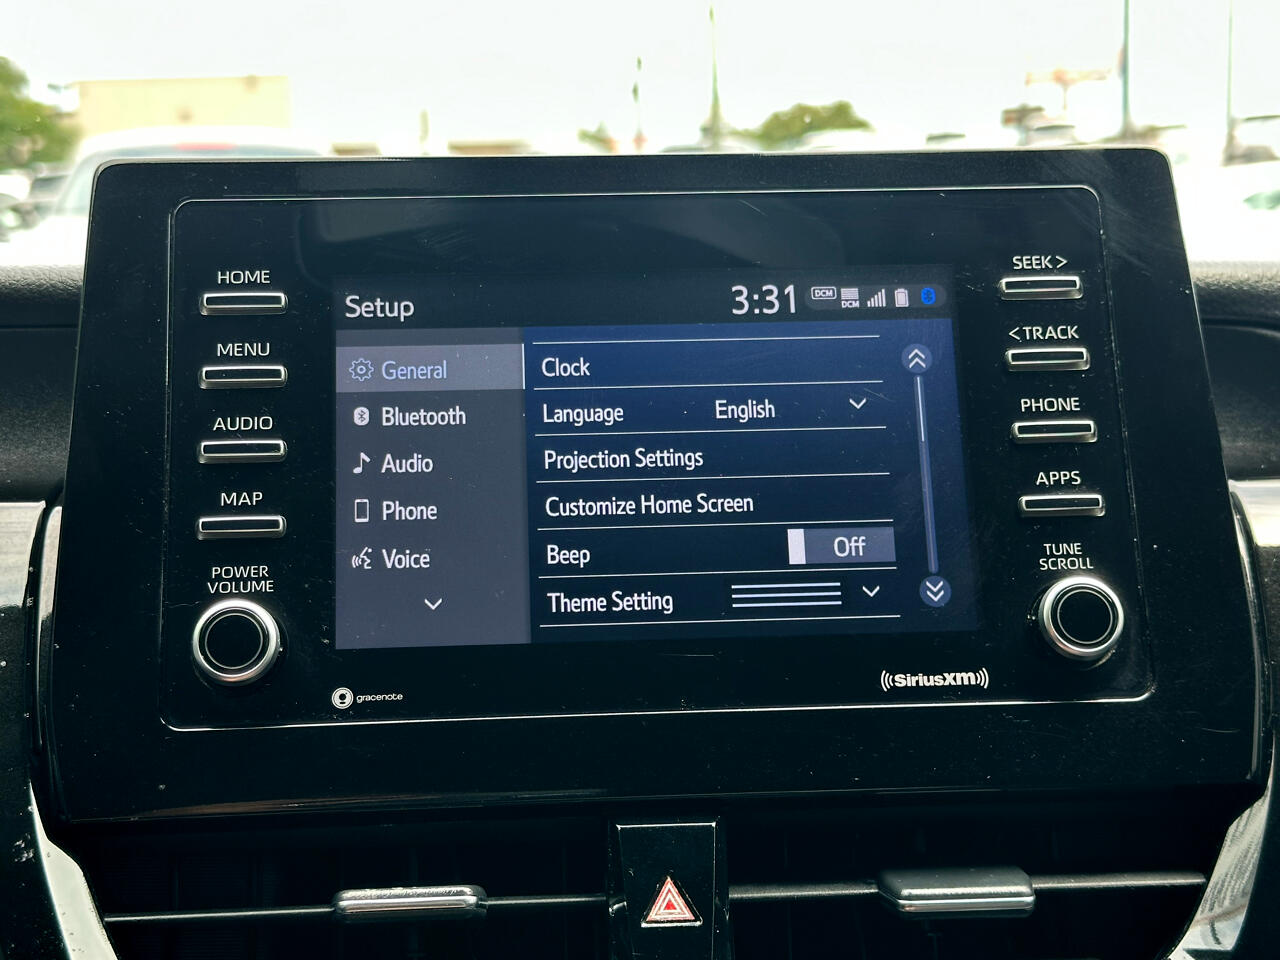 HOME
MENU
AUDIO
MAP
POWER
VOLUME
Setup
3:31
DCM
DCM
General
Bluetooth
Audio
Phone
Voice
Clock
Language English
Projection Settings
Customize Home Screen
Beep Off
Theme Setting
SEEK >
< TRACK
PHONE
APPS
TUNE
SCROLL
gracenote
((SiriusXM))